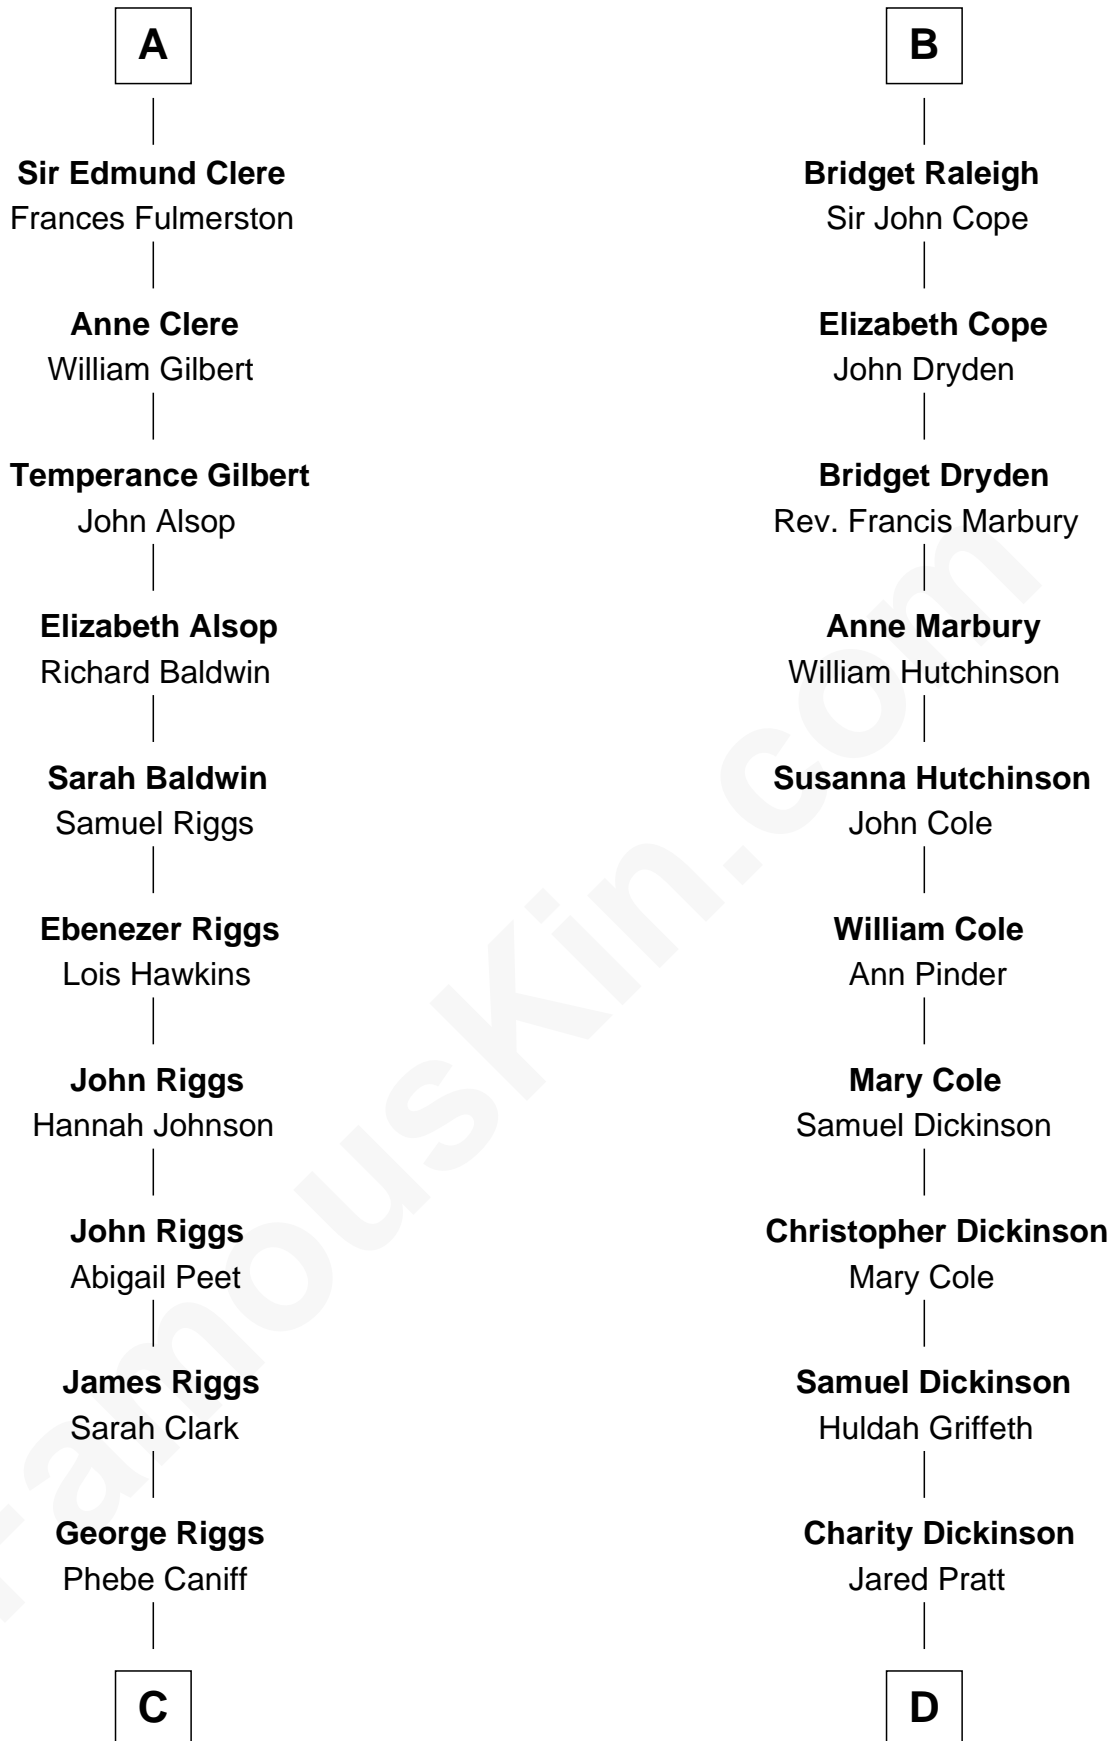 A
Sir Edmund Clere
Frances Fulmerston
Anne Clere
William Gilbert
Temperance Gilbert
John Alsop
Elizabeth Alsop
Richard Baldwin
Sarah Baldwin
Samuel Riggs
Ebenezer Riggs
Lois Hawkins
John Riggs
Hannah Johnson
John Riggs
Abigail Peet
James Riggs
Sarah Clark
George Riggs
Phebe Caniff
C
B
Bridget Raleigh
Sir John Cope
Elizabeth Cope
John Dryden
Bridget Dryden
Rev. Francis Marbury
Anne Marbury
William Hutchinson
Susanna Hutchinson
John Cole
William Cole
Ann Pinder
Mary Cole
Samuel Dickinson
Christopher Dickinson
Mary Cole
Samuel Dickinson
Huldah Griffeth
Charity Dickinson
Jared Pratt
D
FamousKin.com